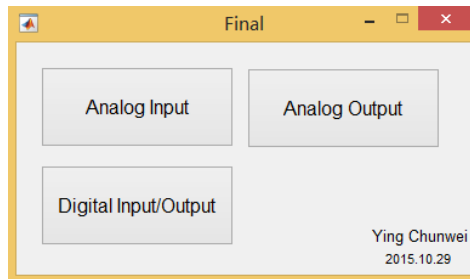 Final
Analog Input
Analog Output
Digital Input/Output
Ying Chunwei
2015.10.29